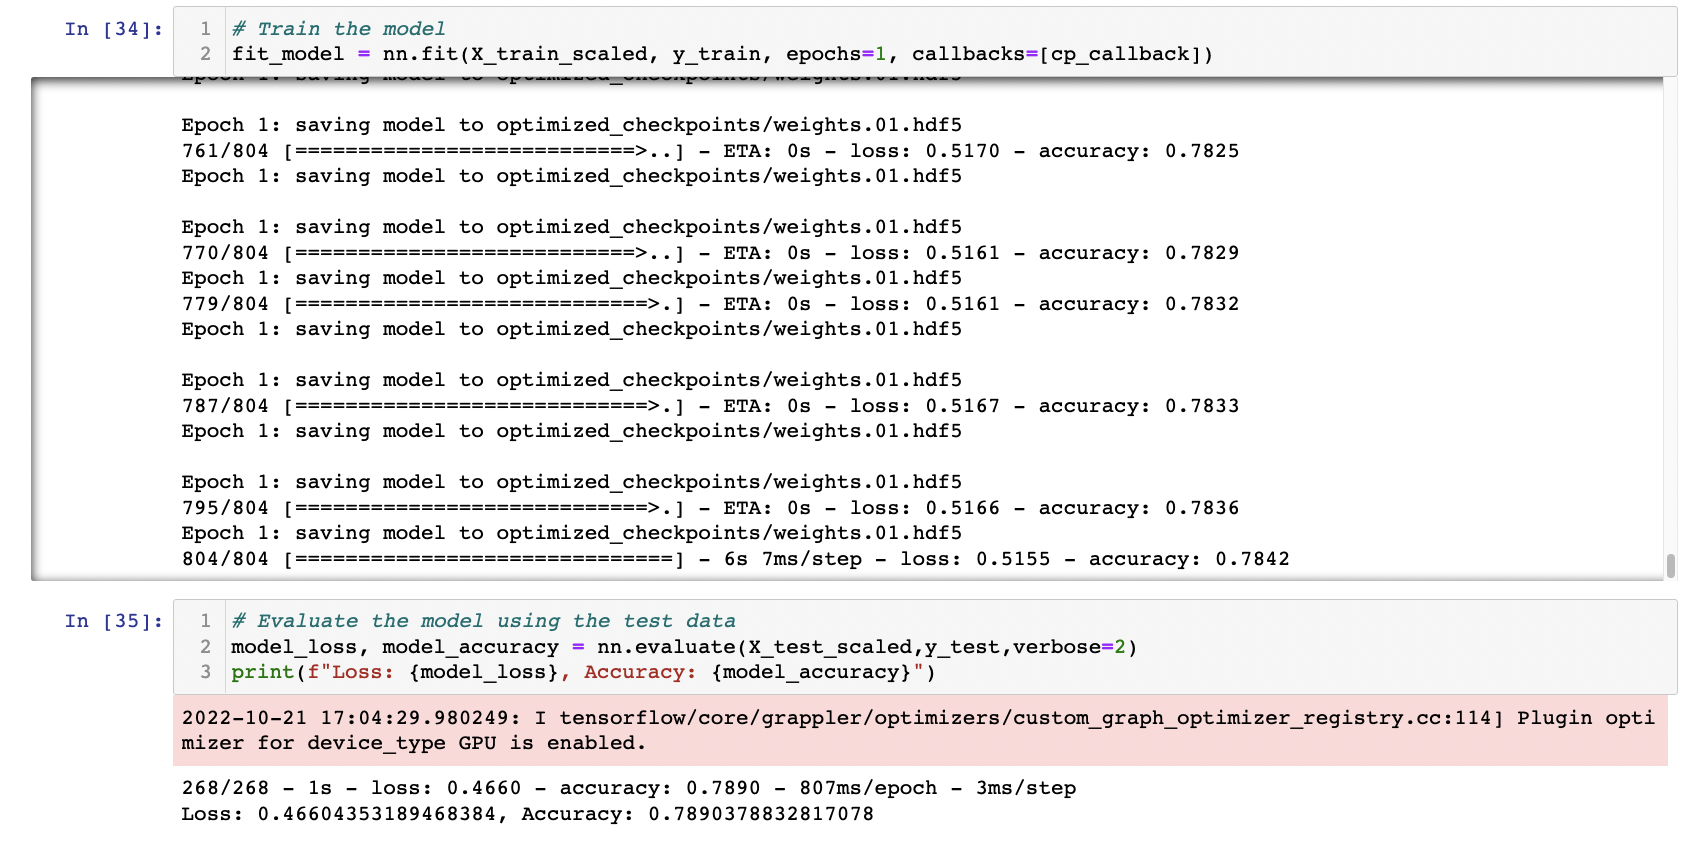 In [34]:
1 # Train the model
2 fit_model = nn.fit(X_train_scaled, y_train, epochs=1, callbacks=[cp_callback])
Epoch 1: saving model to optimized_checkpoints/weights.01.hdf5

Epoch 1: saving model to optimized_checkpoints/weights.01.hdf5
761/804 [===========================>..] - ETA: 0s - loss: 0.5170 - accuracy: 0.7825
Epoch 1: saving model to optimized_checkpoints/weights.01.hdf5

Epoch 1: saving model to optimized_checkpoints/weights.01.hdf5
770/804 [===========================>..] - ETA: 0s - loss: 0.5161 - accuracy: 0.7829
Epoch 1: saving model to optimized_checkpoints/weights.01.hdf5
779/804 [============================>.] - ETA: 0s - loss: 0.5161 - accuracy: 0.7832
Epoch 1: saving model to optimized_checkpoints/weights.01.hdf5

Epoch 1: saving model to optimized_checkpoints/weights.01.hdf5
787/804 [============================>.] - ETA: 0s - loss: 0.5167 - accuracy: 0.7833
Epoch 1: saving model to optimized_checkpoints/weights.01.hdf5

Epoch 1: saving model to optimized_checkpoints/weights.01.hdf5
795/804 [============================>.] - ETA: 0s - loss: 0.5166 - accuracy: 0.7836
Epoch 1: saving model to optimized_checkpoints/weights.01.hdf5
804/804 [==============================] - 6s 7ms/step - loss: 0.5155 - accuracy: 0.7842
In [35]:
1 # Evaluate the model using the test data
2 model_loss, model_accuracy = nn.evaluate(X_test_scaled,y_test,verbose=2)
3 print(f"Loss: {model_loss}, Accuracy: {model_accuracy}")
2022-10-21 17:04:29.980249: I tensorflow/core/grappler/optimizers/custom_graph_optimizer_registry.cc:114] Plugin opti
mizer for device_type GPU is enabled.
268/268 - 1s - loss: 0.4660 - accuracy: 0.7890 - 807ms/epoch - 3ms/step
Loss: 0.46604353189468384, Accuracy: 0.7890378832817078